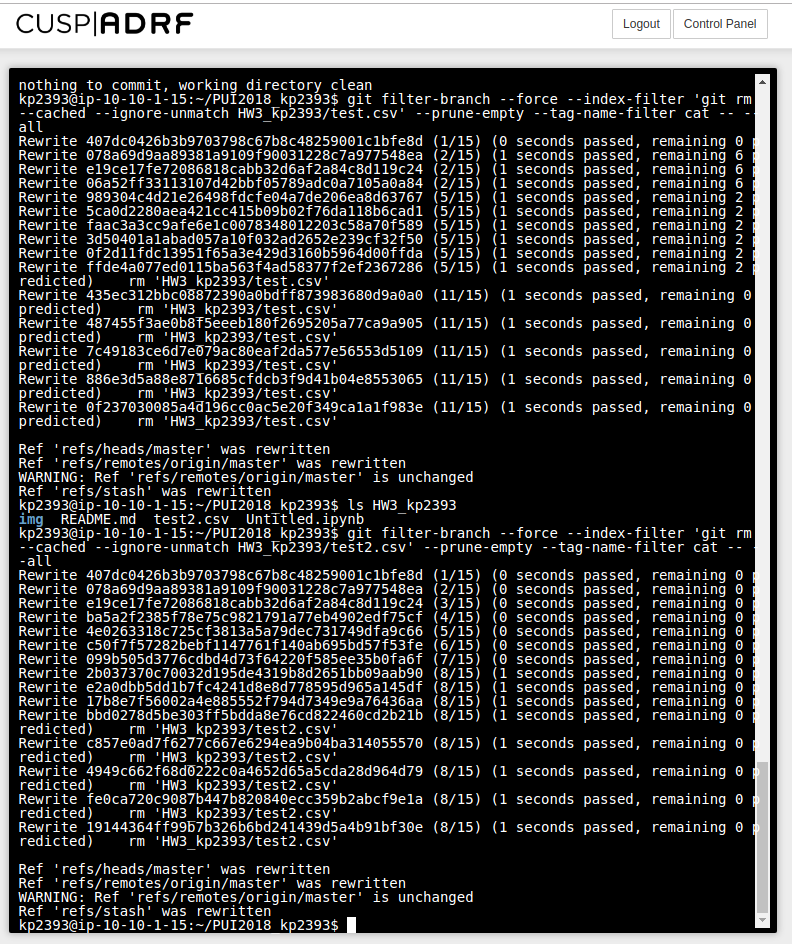 CUSP|ADRF
Logout
Control Panel
nothing to commit, working directory clean
kp2393@ip-10-10-1-15:~/PUI2018_kp2393$ git filter-branch --force --index-filter 'git rm
--cached --ignore-unmatch HW3_kp2393/test.csv' --prune-empty --tag-name-filter cat -- --
all
Rewrite 407dc0426b3b9703798c67b8c48259001c1bfe8d (1/15) (0 seconds passed, remaining 0 p
Rewrite 078a69d9aa89381a9109f90031228c7a977548ea (2/15) (1 seconds passed, remaining 6 p
Rewrite e19ce17fe72086818cabb32d6af2a84c8d119c24 (2/15) (1 seconds passed, remaining 6 p
Rewrite 06a52ff33113107d42bbf05789adc0a7105a0a84 (2/15) (1 seconds passed, remaining 6 p
Rewrite 989304c4d21e26498fdcfe04a7de206ea8d63767 (5/15) (1 seconds passed, remaining 2 p
Rewrite 5ca0d2280aea421cc415b09b02f76da118b6cad1 (5/15) (1 seconds passed, remaining 2 p
Rewrite faac3a3cc9afe6e1c0078348012203c58a70f589 (5/15) (1 seconds passed, remaining 2 p
Rewrite 3d50401a1abad057a10f032ad2652e239cf32f50 (5/15) (1 seconds passed, remaining 2 p
Rewrite 0f2d11fdc13951f65a3e429d3160b5964d00ffda (5/15) (1 seconds passed, remaining 2 p
Rewrite ffde4a077ed0115ba563f4ad58377f2ef2367286 (5/15) (1 seconds passed, remaining 2 p
redicted)    rm 'HW3_kp2393/test.csv'
Rewrite 435ec312bbc08872390a0bdff873983680d9a0a0 (11/15) (1 seconds passed, remaining 0
predicted)    rm 'HW3_kp2393/test.csv'
Rewrite 487455f3ae0b8f5eeeb180f2695205a77ca9a905 (11/15) (1 seconds passed, remaining 0
predicted)    rm 'HW3_kp2393/test.csv'
Rewrite 7c49183ce6d7e079ac80eaf2da577e56553d5109 (11/15) (1 seconds passed, remaining 0
predicted)    rm 'HW3_kp2393/test.csv'
Rewrite 886e3d5a88e8716685cfdcb3f9d41b04e8553065 (11/15) (1 seconds passed, remaining 0
predicted)    rm 'HW3_kp2393/test.csv'
Rewrite 0f237030085a4d196cc0ac5e20f349ca1a1f983e (11/15) (1 seconds passed, remaining 0
predicted)    rm 'HW3_kp2393/test.csv'
Ref 'refs/heads/master' was rewritten
Ref 'refs/remotes/origin/master' was rewritten
WARNING: Ref 'refs/remotes/origin/master' is unchanged
Ref 'refs/stash' was rewritten
kp2393@ip-10-10-1-15:~/PUI2018_kp2393$ ls HW3_kp2393
img  README.md  test2.csv  Untitled.ipynb
kp2393@ip-10-10-1-15:~/PUI2018_kp2393$ git filter-branch --force --index-filter 'git rm
--cached --ignore-unmatch HW3_kp2393/test2.csv' --prune-empty --tag-name-filter cat -- -
-all
Rewrite 407dc0426b3b9703798c67b8c48259001c1bfe8d (1/15) (0 seconds passed, remaining 0 p
Rewrite 078a69d9aa89381a9109f90031228c7a977548ea (2/15) (0 seconds passed, remaining 0 p
Rewrite e19ce17fe72086818cabb32d6af2a84c8d119c24 (3/15) (0 seconds passed, remaining 0 p
Rewrite ba5a2f2385f78e75c9821791a77eb4902edf75cf (4/15) (0 seconds passed, remaining 0 p
Rewrite 4e0263318c725cf3813a5a79dec731749dfa9c66 (5/15) (0 seconds passed, remaining 0 p
Rewrite c50f7f57282bebf1147761f140ab695bd57f53fe (6/15) (0 seconds passed, remaining 0 p
Rewrite 099b505d3776cdbd4d73f64220f585ee35b0fa6f (7/15) (0 seconds passed, remaining 0 p
Rewrite 2b037370c70032d195de4319b8d2651bb09aab90 (8/15) (1 seconds passed, remaining 0 p
Rewrite e2a0dbb5dd1b7fc4241d8e8d778595d965a145df (8/15) (1 seconds passed, remaining 0 p
Rewrite 17b8e7f56002a4e885552f794d7349e9a76436aa (8/15) (1 seconds passed, remaining 0 p
Rewrite bbd0278d5be303ff5bdda8e76cd822460cd2b21b (8/15) (1 seconds passed, remaining 0 p
redicted)    rm 'HW3_kp2393/test2.csv'
Rewrite c857e0ad7f6277c667e6294ea9b04ba314055570 (8/15) (1 seconds passed, remaining 0 p
redicted)    rm 'HW3_kp2393/test2.csv'
Rewrite 4949c662f68d0222c0a4652d65a5cda28d964d79 (8/15) (1 seconds passed, remaining 0 p
redicted)    rm 'HW3_kp2393/test2.csv'
Rewrite fe0ca720c9087b447b820840ecc359b2abcf9e1a (8/15) (1 seconds passed, remaining 0 p
redicted)    rm 'HW3_kp2393/test2.csv'
Rewrite 19144364ff99b7b326b6bd241439d5a4b91bf30e (8/15) (1 seconds passed, remaining 0 p
redicted)    rm 'HW3_kp2393/test2.csv'
Ref 'refs/heads/master' was rewritten
Ref 'refs/remotes/origin/master' was rewritten
WARNING: Ref 'refs/remotes/origin/master' is unchanged
Ref 'refs/stash' was rewritten
kp2393@ip-10-10-1-15:~/PUI2018_kp2393$